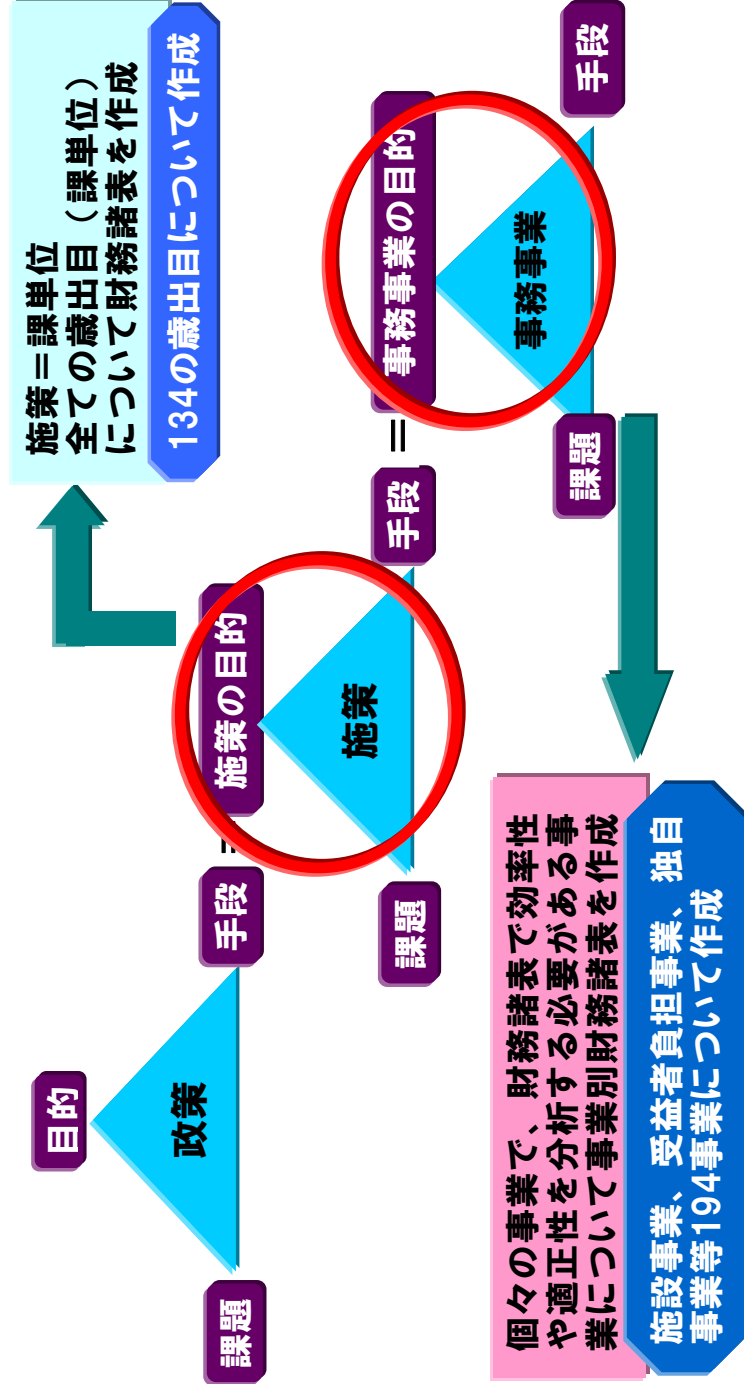 目的
政策
課題
手段
=
施策の目的
施策
課題
手段
=
事務事業の目的
事務事業
課題
手段
施策=課単位
全ての歳出目（課単位）
について財務諸表を作成
134の歳出目について作成
個々の事業で、財務諸表で効率性
や適正性を分析する必要がある事
業について事業別財務諸表を作成
施設事業、受益者負担事業、独自
事業等194事業について作成